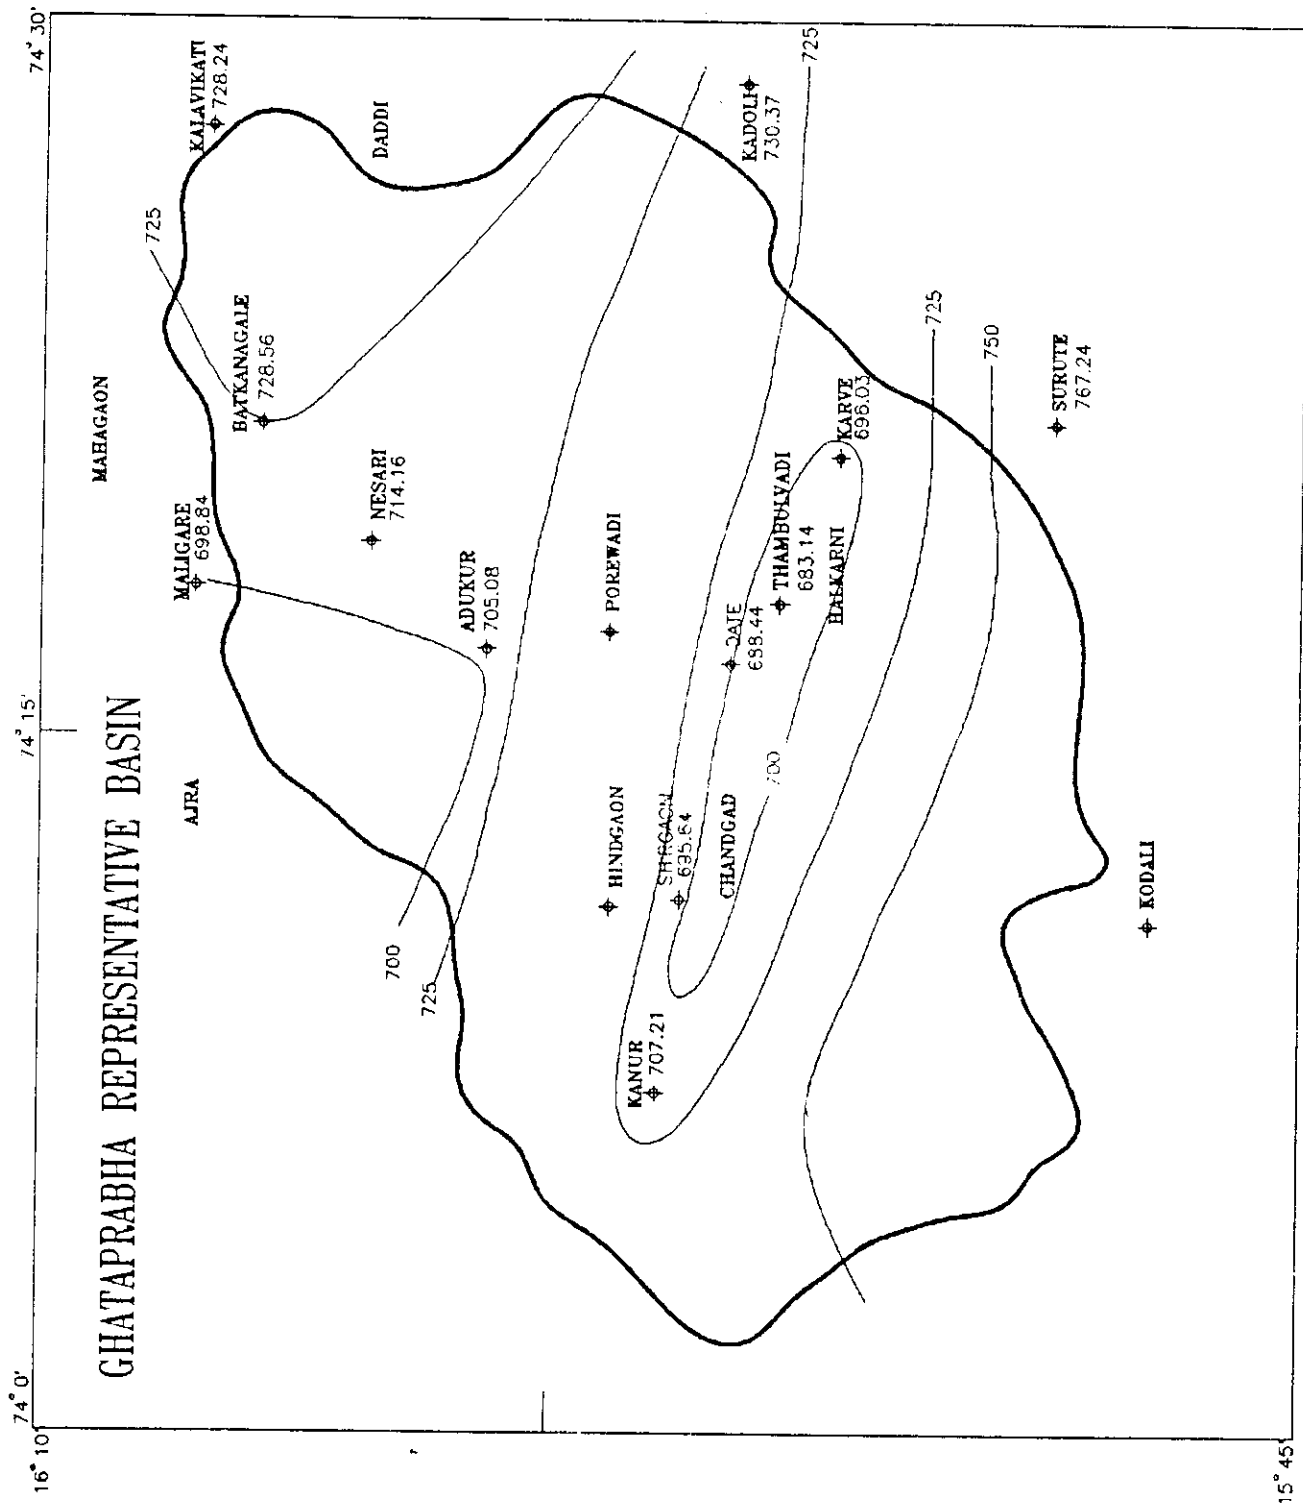 GHATAPRABHA REPRESENTATIVE BASIN
74° 0'
74° 15'
74° 30'
16° 10'
15° 45'
MAHAGAON
AJRA
MALIGARE
698.84
KALAVIKATI
728.24
725
BATKANAGALE
728.56
DADDI
NESARI
714.16
ADUKUR
705.08
700
725
POREWADI
HINDGAON
SHIRGAON
695.64
KANUR
707.21
CHANDGAD
DATE
688.44
THAMBULVADI
683.14
HALKARNI
KARVE
696.03
700
KADOLI
730.37
725
725
750
SURUTE
767.24
KODALI